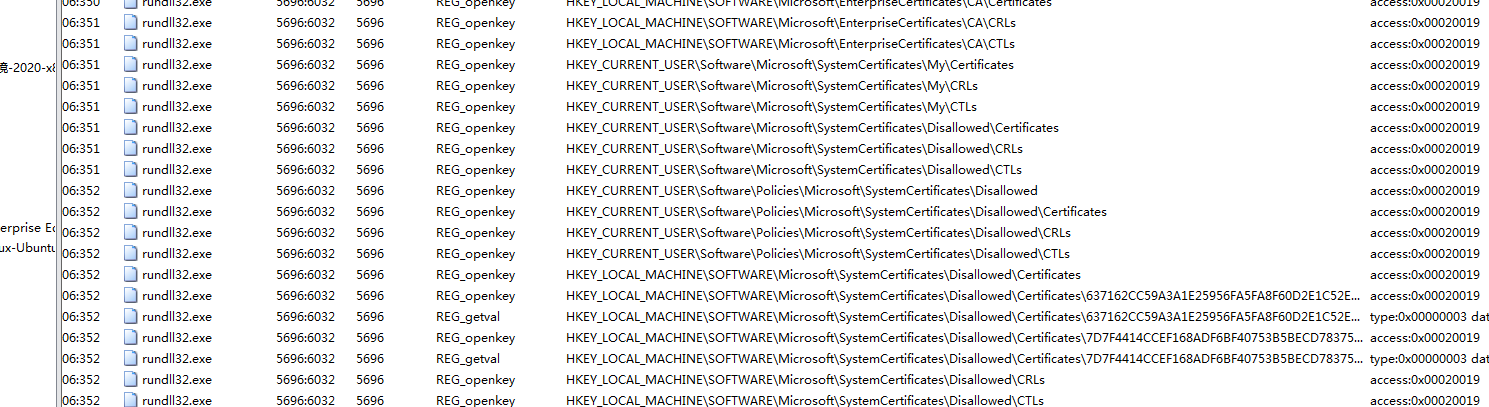 06:350 rundll32.exe 5696:6032 5696 REG_openkey HKEY_LOCAL_MACHINE\SOFTWARE\Microsoft\EnterpriseCertificates\CA\Certificates access:0x00020019
06:351 rundll32.exe 5696:6032 5696 REG_openkey HKEY_LOCAL_MACHINE\SOFTWARE\Microsoft\EnterpriseCertificates\CA\CRLs access:0x00020019
06:351 rundll32.exe 5696:6032 5696 REG_openkey HKEY_LOCAL_MACHINE\SOFTWARE\Microsoft\EnterpriseCertificates\CA\CTLs access:0x00020019
境-2020-x8 06:351 rundll32.exe 5696:6032 5696 REG_openkey HKEY_CURRENT_USER\Software\Microsoft\SystemCertificates\My\Certificates access:0x00020019
06:351 rundll32.exe 5696:6032 5696 REG_openkey HKEY_CURRENT_USER\Software\Microsoft\SystemCertificates\My\CRLs access:0x00020019
06:351 rundll32.exe 5696:6032 5696 REG_openkey HKEY_CURRENT_USER\Software\Microsoft\SystemCertificates\My\CTLs access:0x00020019
06:351 rundll32.exe 5696:6032 5696 REG_openkey HKEY_CURRENT_USER\Software\Microsoft\SystemCertificates\Disallowed\Certificates access:0x00020019
06:351 rundll32.exe 5696:6032 5696 REG_openkey HKEY_CURRENT_USER\Software\Microsoft\SystemCertificates\Disallowed\CRLs access:0x00020019
06:351 rundll32.exe 5696:6032 5696 REG_openkey HKEY_CURRENT_USER\Software\Microsoft\SystemCertificates\Disallowed\CTLs access:0x00020019
06:352 rundll32.exe 5696:6032 5696 REG_openkey HKEY_CURRENT_USER\Software\Policies\Microsoft\SystemCertificates\Disallowed access:0x00020019
06:352 rundll32.exe 5696:6032 5696 REG_openkey HKEY_CURRENT_USER\Software\Policies\Microsoft\SystemCertificates\Disallowed\Certificates access:0x00020019
erprise Ed 06:352 rundll32.exe 5696:6032 5696 REG_openkey HKEY_CURRENT_USER\Software\Policies\Microsoft\SystemCertificates\Disallowed\CRLs access:0x00020019
ux-Ubuntu 06:352 rundll32.exe 5696:6032 5696 REG_openkey HKEY_CURRENT_USER\Software\Policies\Microsoft\SystemCertificates\Disallowed\CTLs access:0x00020019
06:352 rundll32.exe 5696:6032 5696 REG_openkey HKEY_LOCAL_MACHINE\SOFTWARE\Microsoft\SystemCertificates\Disallowed\Certificates access:0x00020019
06:352 rundll32.exe 5696:6032 5696 REG_openkey HKEY_LOCAL_MACHINE\SOFTWARE\Microsoft\SystemCertificates\Disallowed\Certificates\637162CC59A3A1E25956FA5FA8F60D2E1C52E... access:0x00020019
06:352 rundll32.exe 5696:6032 5696 REG_getval HKEY_LOCAL_MACHINE\SOFTWARE\Microsoft\SystemCertificates\Disallowed\Certificates\637162CC59A3A1E25956FA5FA8F60D2E1C52E... type:0x00000003 dat
06:352 rundll32.exe 5696:6032 5696 REG_openkey HKEY_LOCAL_MACHINE\SOFTWARE\Microsoft\SystemCertificates\Disallowed\Certificates\7D7F4414CCEF168ADF6BF40753B5BECD78375... access:0x00020019
06:352 rundll32.exe 5696:6032 5696 REG_getval HKEY_LOCAL_MACHINE\SOFTWARE\Microsoft\SystemCertificates\Disallowed\Certificates\7D7F4414CCEF168ADF6BF40753B5BECD78375... type:0x00000003 dat
06:352 rundll32.exe 5696:6032 5696 REG_openkey HKEY_LOCAL_MACHINE\SOFTWARE\Microsoft\SystemCertificates\Disallowed\CRLs access:0x00020019
06:352 rundll32.exe 5696:6032 5696 REG_openkey HKEY_LOCAL_MACHINE\SOFTWARE\Microsoft\SystemCertificates\Disallowed\CTLs access:0x00020019